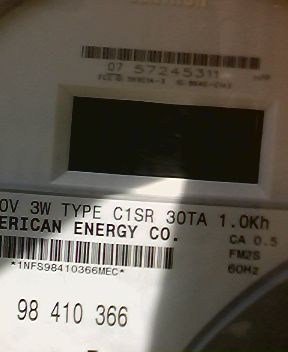 07 57245311
0V 3W TYPE C1SR 30TA 1.0Kh
ERICAN ENERGY CO.
CA 0.5
FM2S
60Hz
*1NFS98410366MEC*
98 410 366